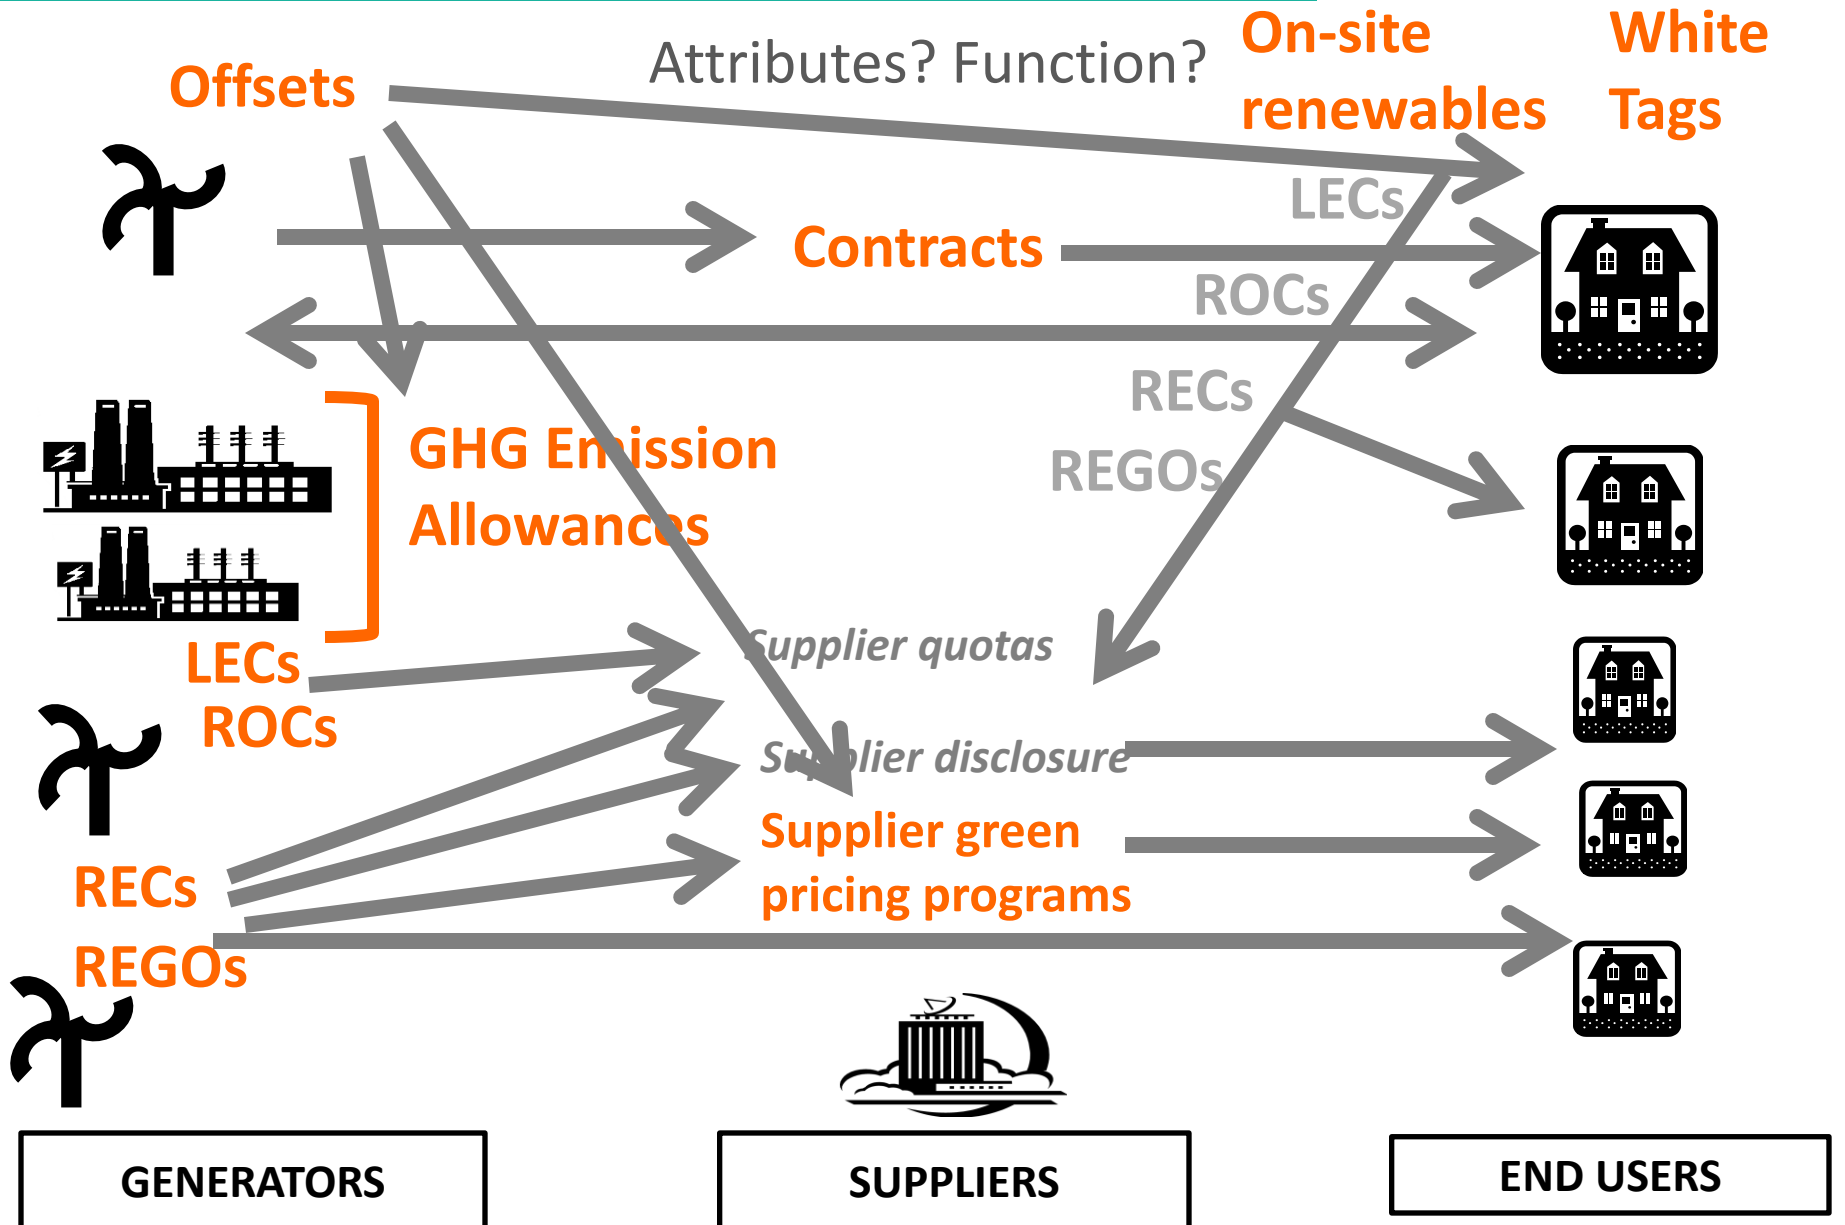 On-site
renewables
White
Tags
Attributes? Function?
Offsets
LECs
Contracts
ROCs
RECs
GHG Emission
Allowances
REGOs
Supplier quotas
LECs
ROCs
Supplier disclosure
Supplier green
pricing programs
RECs
REGOs
GENERATORS
SUPPLIERS
END USERS